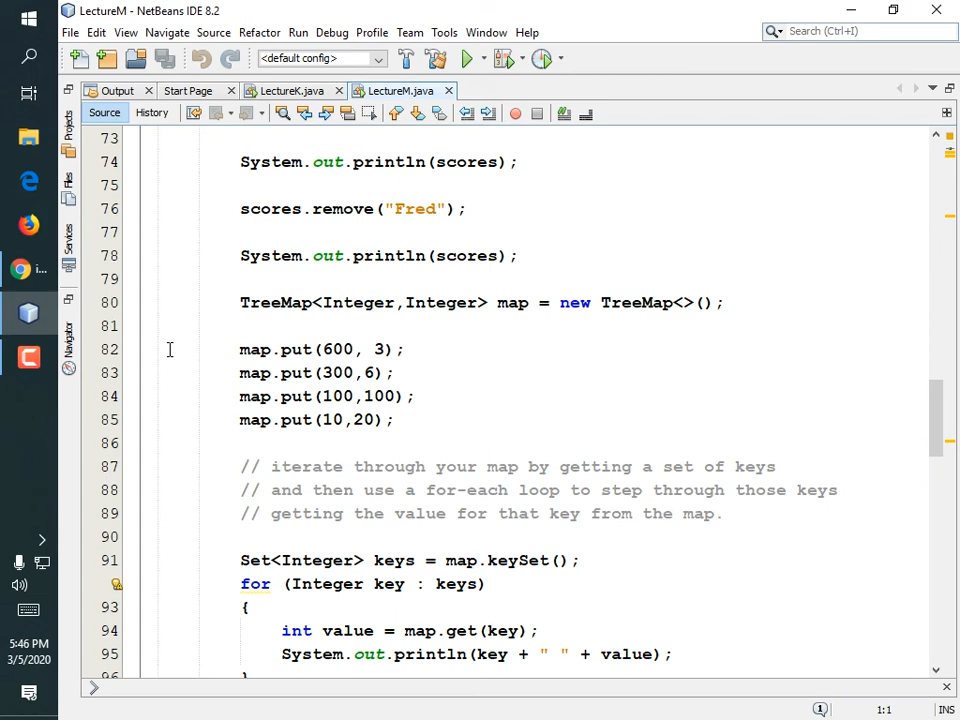 LectureM - NetBeans IDE 8.2
File Edit View Navigate Source Refactor Run Debug Profile Team Tools Window Help
Search (Ctrl+I)
<default config>
Output Start Page LectureK.java LectureM.java
Source History
73
74 System.out.println(scores);
75
76 scores.remove("Fred");
77
78 System.out.println(scores);
79
80 TreeMap<Integer,Integer> map = new TreeMap<>();
81
82 map.put(600, 3);
83 map.put(300,6);
84 map.put(100,100);
85 map.put(10,20);
86
87 // iterate through your map by getting a set of keys
88 // and then use a for-each loop to step through those keys
89 // getting the value for that key from the map.
90
91 Set<Integer> keys = map.keySet();
for (Integer key : keys)
93 {
94 int value = map.get(key);
95 System.out.println(key + " " + value);
96 }
Projects
Files
Services
Navigator
i...
5:46 PM
3/5/2020
1
1:1
INS